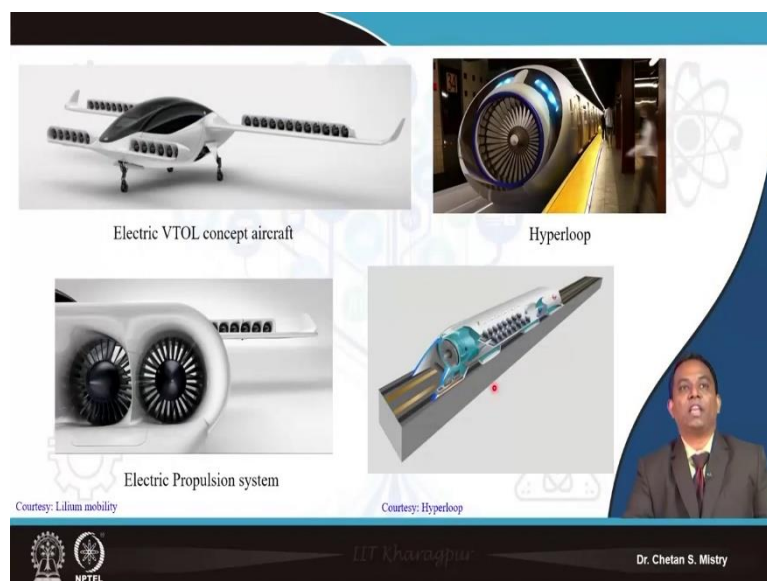 Electric VTOL concept aircraft
Hyperloop
Electric Propulsion system
Courtesy: Lilium mobility
Courtesy: Hyperloop
NPTEL
IIT Kharagpur
Dr. Chetan S. Mistry